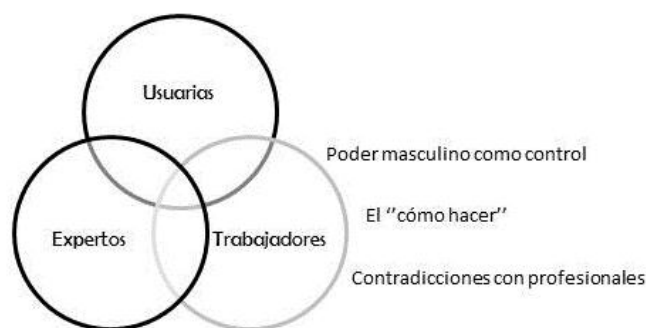 Usuarias
Poder masculino como control
El ‘‘cómo hacer’’
Expertos
Trabajadores
Contradicciones con profesionales